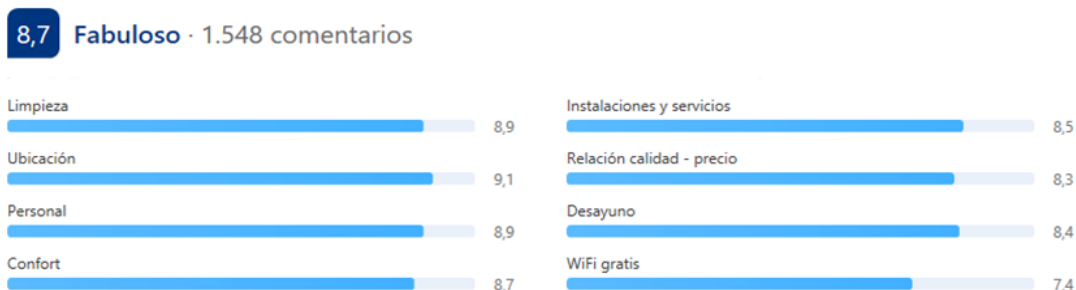 8,7 Fabuloso · 1.548 comentarios
Limpieza
8,9
Ubicación
9,1
Personal
8,9
Confort
8,7
Instalaciones y servicios
8,5
Relación calidad - precio
8,3
Desayuno
8,4
WiFi gratis
7,4